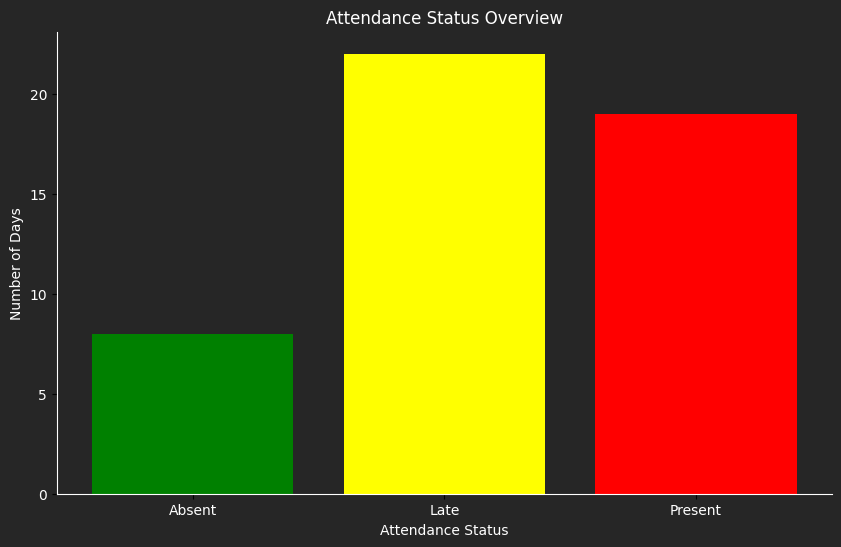 Attendance Status Overview
Number of Days
20
15
10
5
0
Absent
Late
Present
Attendance Status